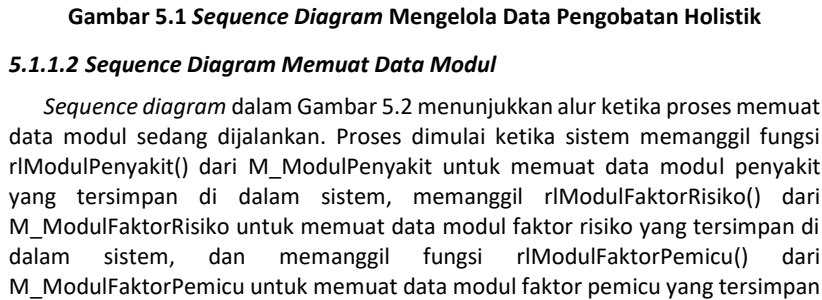 Gambar 5.1 Sequence Diagram Mengelola Data Pengobatan Holistik
5.1.1.2 Sequence Diagram Memuat Data Modul
Sequence diagram dalam Gambar 5.2 menunjukkan alur ketika proses memuat
data modul sedang dijalankan. Proses dimulai ketika sistem memanggil fungsi
rlModulPenyakit() dari M_ModulPenyakit untuk memuat data modul penyakit
yang tersimpan di dalam sistem, memanggil rlModulFaktorRisiko() dari
M_ModulFaktorRisiko untuk memuat data modul faktor risiko yang tersimpan di
dalam sistem, dan memanggil fungsi rlModulFaktorPemicu() dari
M_ModulFaktorPemicu untuk memuat data modul faktor pemicu yang tersimpan